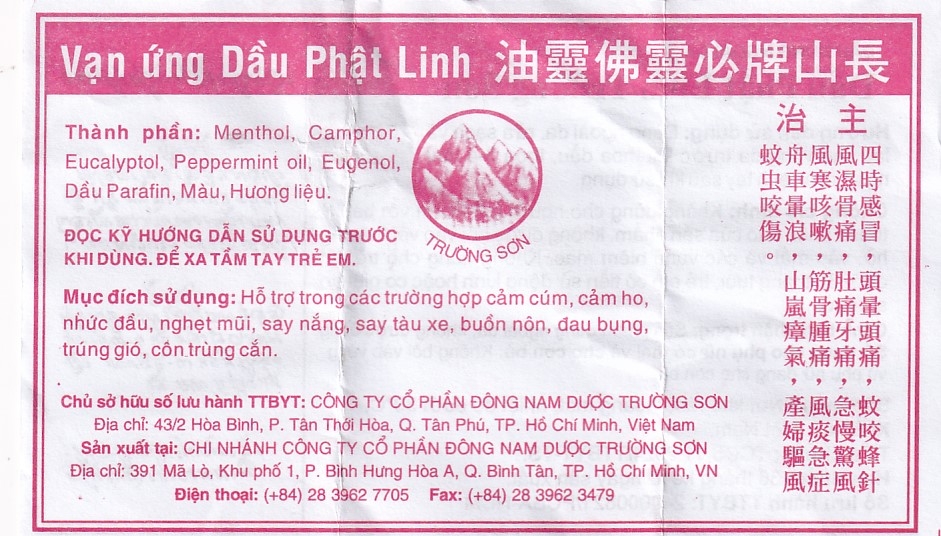 Vạn ứng Dầu Phật Linh
長山牌必靈佛靈油
Thành phần: Menthol, Camphor,
Eucalyptol, Peppermint oil, Eugenol,
Dầu Parafin, Màu, Hương liệu.
ĐỌC KỸ HƯỚNG DẪN SỬ DỤNG TRƯỚC
KHI DÙNG. ĐỂ XA TẦM TAY TRẺ EM.
TRƯỜNG SƠN
Mục đích sử dụng: Hỗ trợ trong các trường hợp cảm cúm, cảm ho,
nhức đầu, nghẹt mũi, say nắng, say tàu xe, buồn nôn, đau bụng,
trúng gió, côn trùng cắn.
Chủ sở hữu số lưu hành TTBYT: CÔNG TY CỔ PHẦN ĐÔNG NAM DƯỢC TRƯỜNG SƠN
Địa chỉ: 43/2 Hòa Bình, P. Tân Thới Hòa, Q. Tân Phú, TP. Hồ Chí Minh, Việt Nam
Sản xuất tại: CHI NHÁNH CÔNG TY CỔ PHẦN ĐÔNG NAM DƯỢC TRƯỜNG SƠN
Địa chỉ: 391 Mã Lò, Khu phố 1, P. Bình Hưng Hòa A, Q. Bình Tân, TP. Hồ Chí Minh, VN
Điện thoại: (+84) 28 3962 7705 Fax: (+84) 28 3962 3479
主治
四時感冒，頭暈頭痛，蚊咬蜂針
風濕骨痛，肚痛牙痛，急慢驚風
風寒咳嗽，筋骨腫痛，風痰急症
舟車暈浪，山嵐瘴氣，產婦驅風
蚊虫咬傷